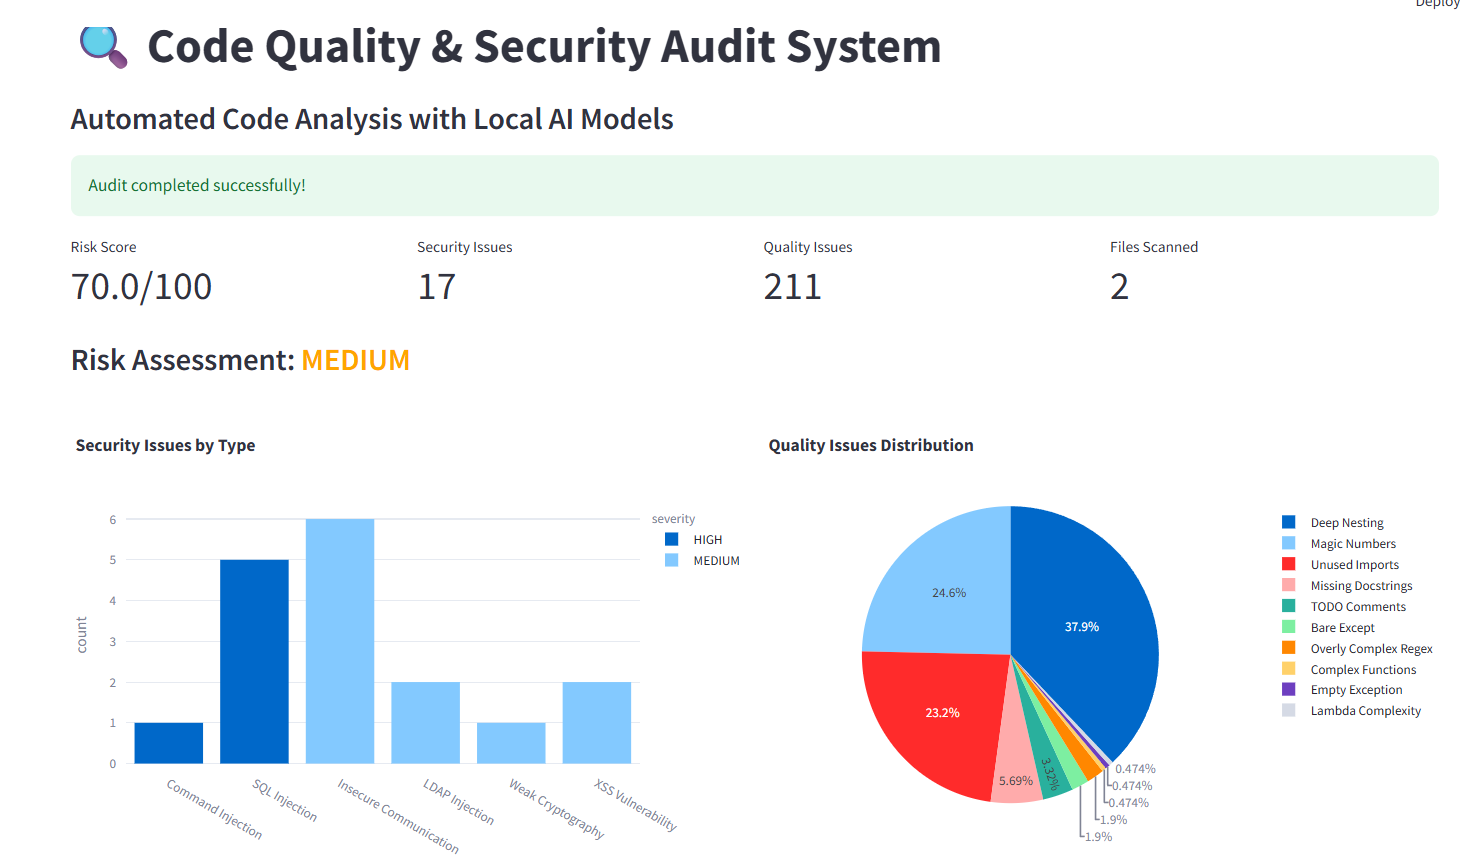 Deploy
Code Quality & Security Audit System
Automated Code Analysis with Local AI Models
Audit completed successfully!
Risk Score
70.0/100
Security Issues
17
Quality Issues
211
Files Scanned
2
Risk Assessment: MEDIUM
Security Issues by Type
6
5
4
3
2
1
0
count
Command Injection
SQL Injection
Insecure Communication
LDAP Injection
Weak Cryptography
XSS Vulnerability
severity
HIGH
MEDIUM
Quality Issues Distribution
37.9%
24.6%
23.2%
5.69%
3.32%
0.474%
0.474%
0.474%
1.9%
1.9%
Deep Nesting
Magic Numbers
Unused Imports
Missing Docstrings
TODO Comments
Bare Except
Overly Complex Regex
Complex Functions
Empty Exception
Lambda Complexity